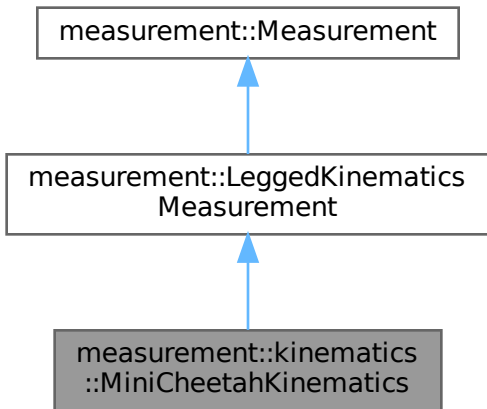 measurement::Measurement
measurement::LeggedKinematics
Measurement
measurement::kinematics
::MiniCheetahKinematics